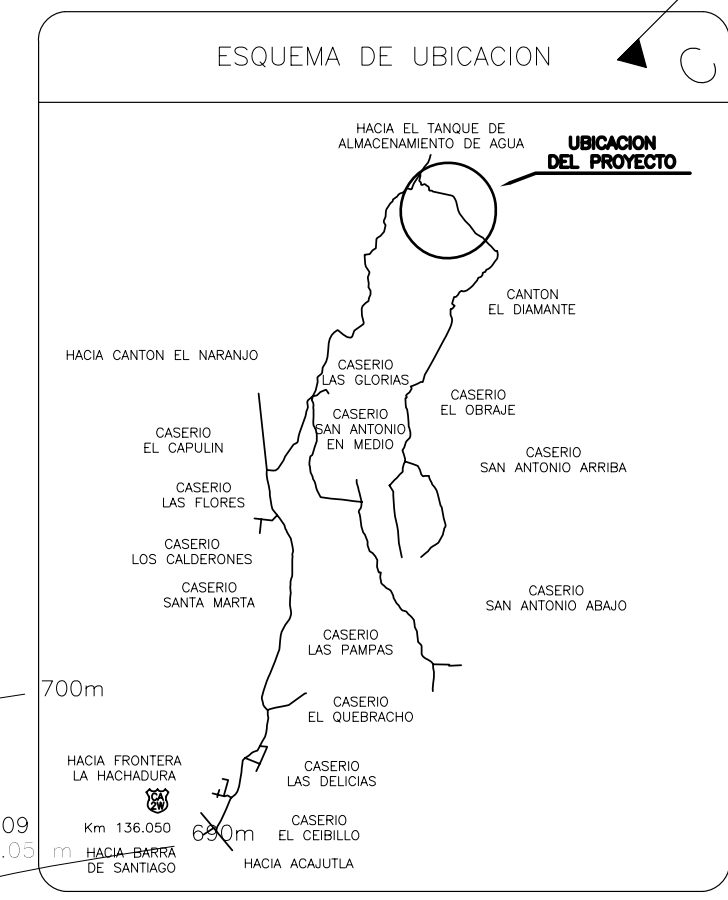 ESQUEMA DE UBICACION
HACIA EL TANQUE DE
ALMACENAMIENTO DE AGUA
UBICACION
DEL PROYECTO
CANTON
EL DIAMANTE
HACIA CANTON EL NARANJO
CASERIO
LAS GLORIAS
CASERIO
EL OBRAJE
CASERIO
SAN ANTONIO
EN MEDIO
CASERIO
EL CAPULIN
CASERIO
SAN ANTONIO ARRIBA
CASERIO
LAS FLORES
CASERIO
LOS CALDERONES
CASERIO
SANTA MARTA
CASERIO
SAN ANTONIO ABAJO
CASERIO
LAS PAMPAS
700m
CASERIO
EL QUEBRACHO
HACIA FRONTERA
LA HACHADURA
CASERIO
LAS DELICIAS
CA
2W
09
Km 136.050
690m
CASERIO
EL CEIBILLO
.05 m
HACIA BARRA
DE SANTIAGO
HACIA ACAJUTLA